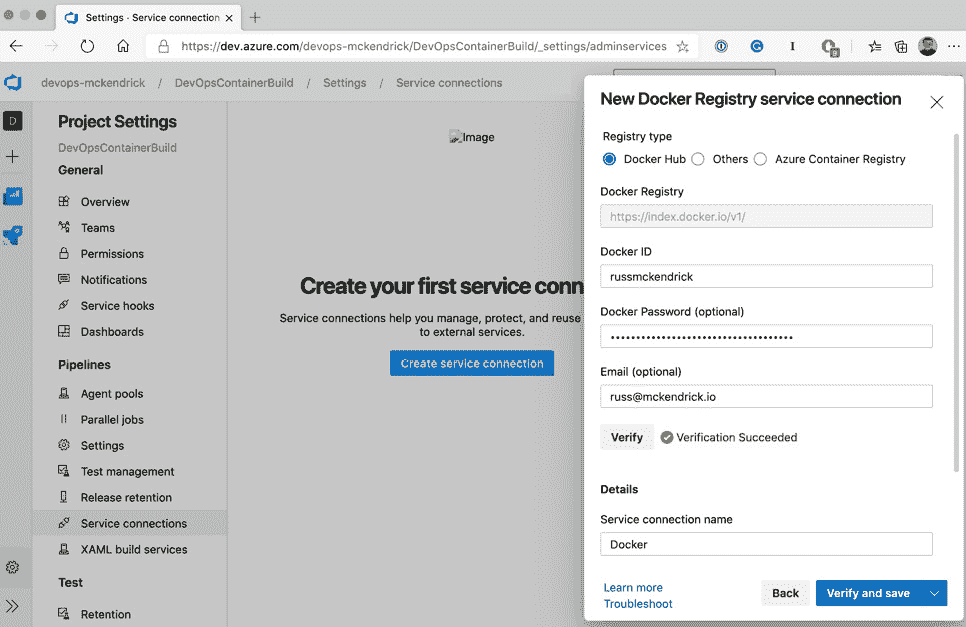 Settings · Service connection
https://dev.azure.com/devops-mckendrick/DevOpsContainerBuild/_settings/adminservices
devops-mckendrick / DevOpsContainerBuild / Settings / Service connections
D
Project Settings
DevOpsContainerBuild
General
Overview
Teams
Permissions
Notifications
Service hooks
Dashboards
Pipelines
Agent pools
Parallel jobs
Settings
Test management
Release retention
Service connections
XAML build services
Test
Retention
Image
Create your first service conn
Service connections help you manage, protect, and reuse
to external services.
Create service connection
New Docker Registry service connection
Registry type
Docker Hub Others Azure Container Registry
Docker Registry
https://index.docker.io/v1/
Docker ID
russmckendrick
Docker Password (optional)
Email (optional)
russ@mckendrick.io
Verify Verification Succeeded
Details
Service connection name
Docker
Learn more
Troubleshoot
Back
Verify and save